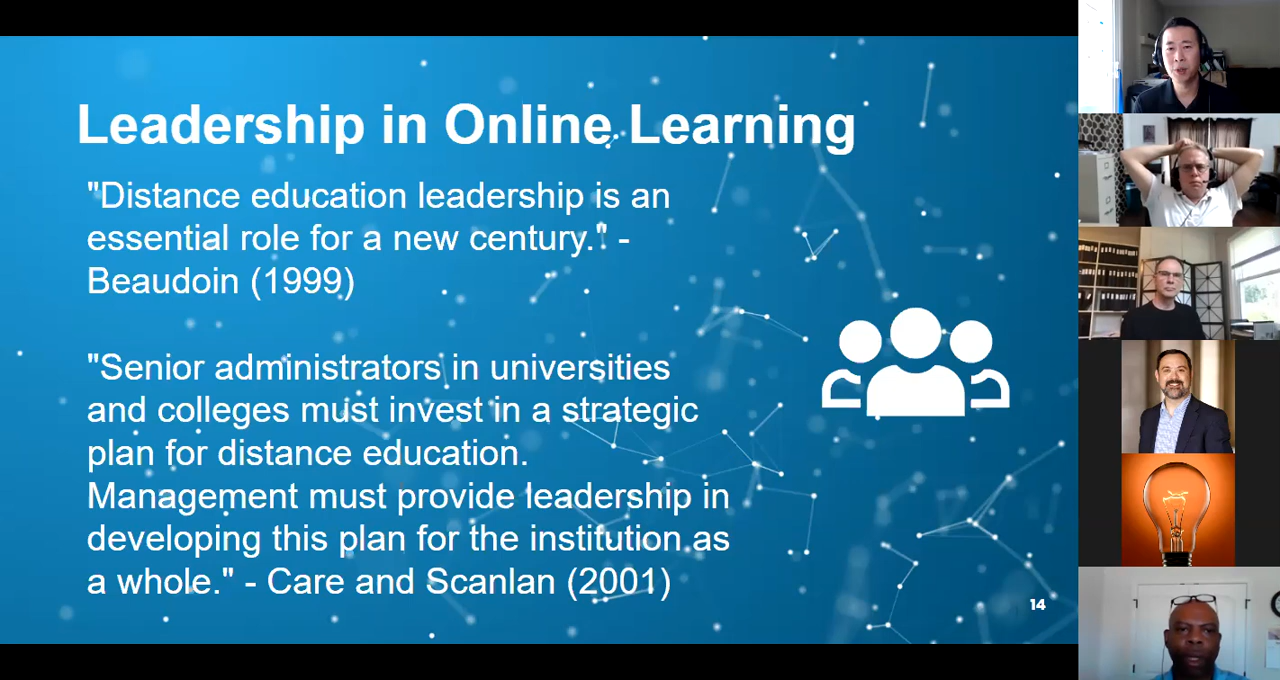 Leadership in Online Learning
"Distance education leadership is an
essential role for a new century." -
Beaudoin (1999)
"Senior administrators in universities
and colleges must invest in a strategic
plan for distance education.
Management must provide leadership in
developing this plan for the institution as
a whole." - Care and Scanlan (2001)
14